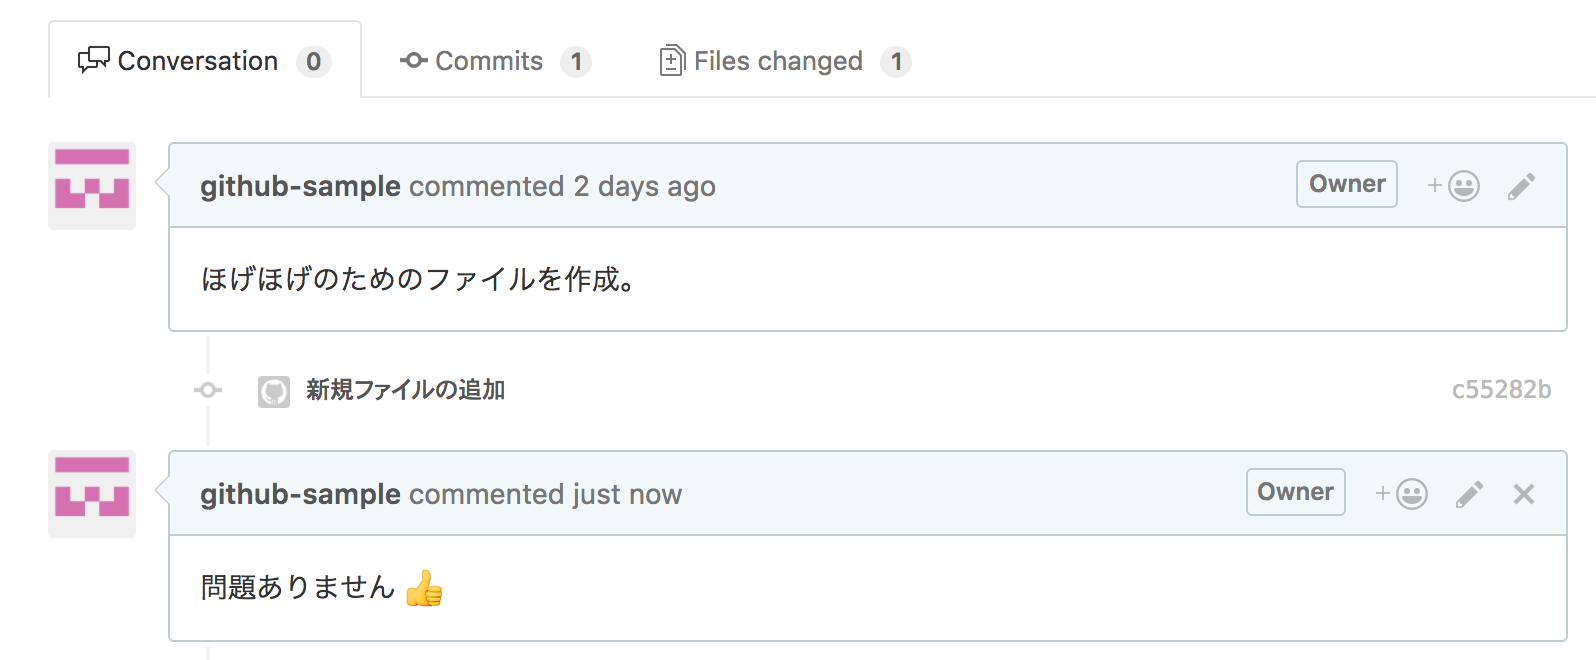 Conversation 0 Commits 1 Files changed 1
github-sample commented 2 days ago Owner
ほげほげのためのファイルを作成。
新規ファイルの追加 c55282b
github-sample commented just now Owner
問題ありません 👍